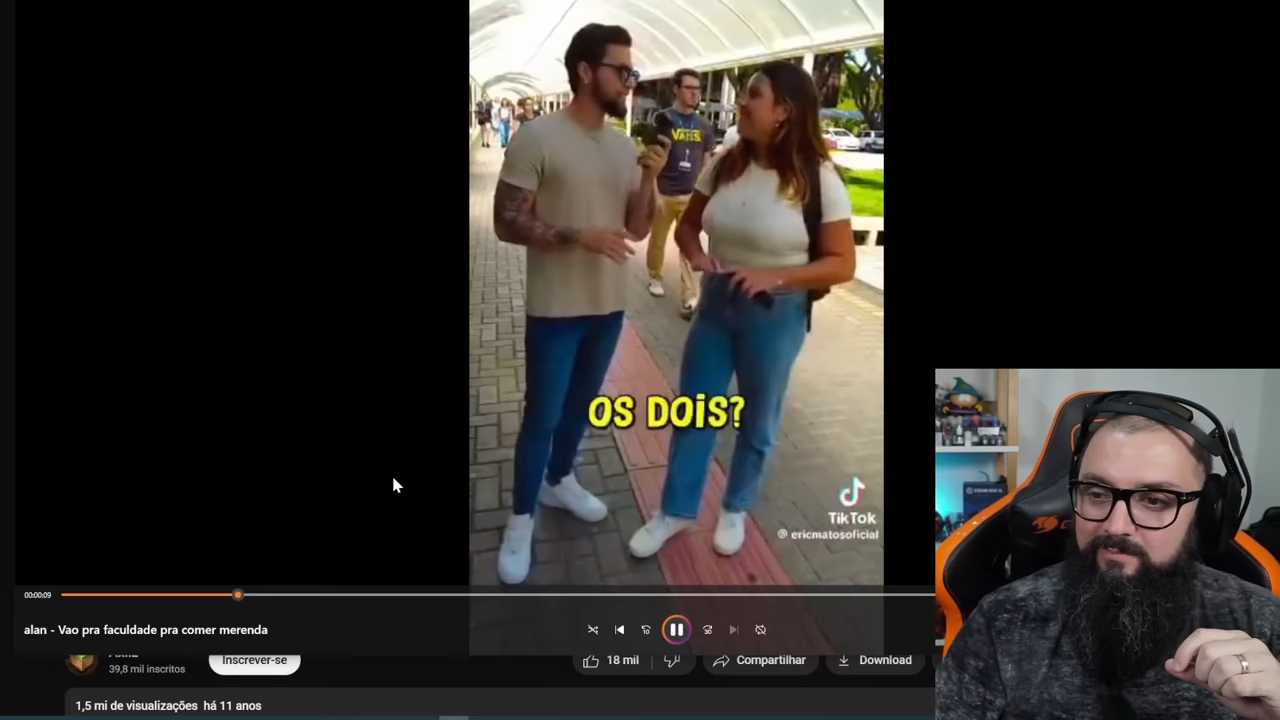 VANS
OS DOIS?
TikTok
@ ericmatosoficial
00:00:09
alan - Vao pra faculdade pra comer merenda
39,8 mil inscritos
Inscrever-se
18 mil
Compartilhar
Download
1,5 mi de visualizações há 11 anos